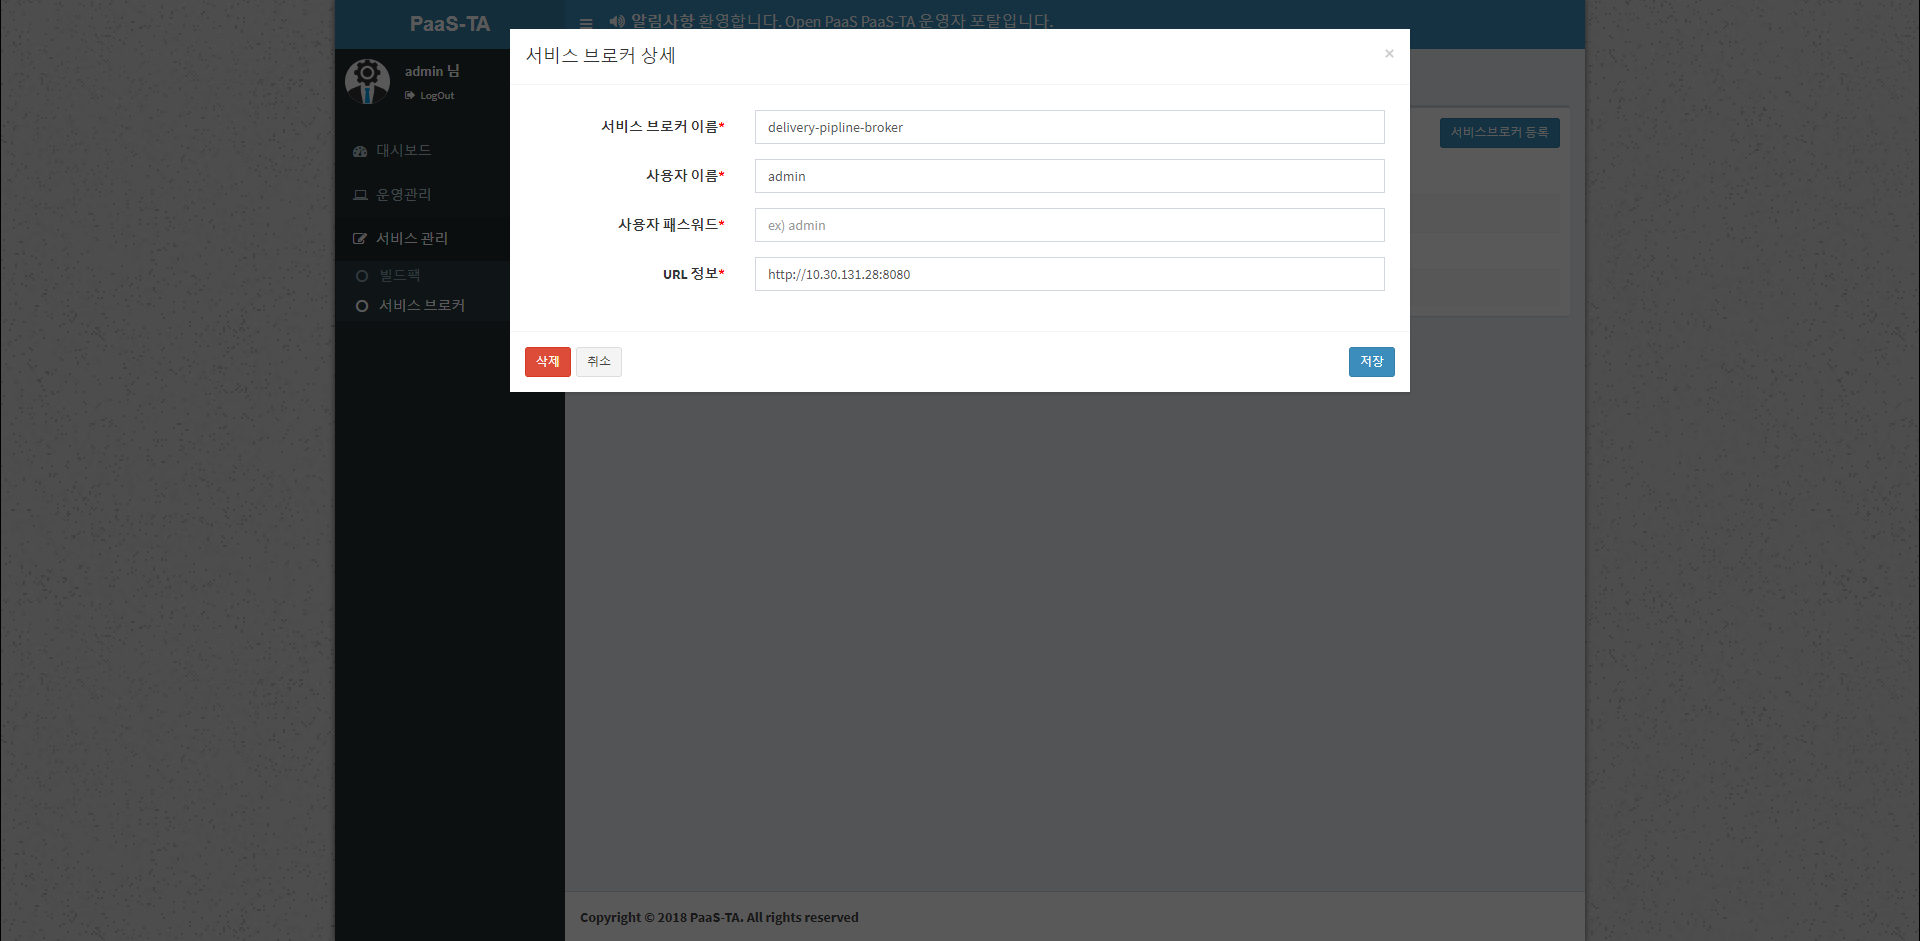 PaaS-TA
알림사항 환영합니다. Open PaaS PaaS-TA 운영자 포탈입니다.
admin 님
LogOut
대시보드
운영관리
서비스 관리
빌드팩
서비스 브로커
서비스브로커 등록
서비스 브로커 상세
×
서비스 브로커 이름* delivery-pipline-broker
사용자 이름* admin
사용자 패스워드* ex) admin
URL 정보* http://10.30.131.28:8080
삭제 취소 저장
Copyright © 2018 PaaS-TA. All rights reserved